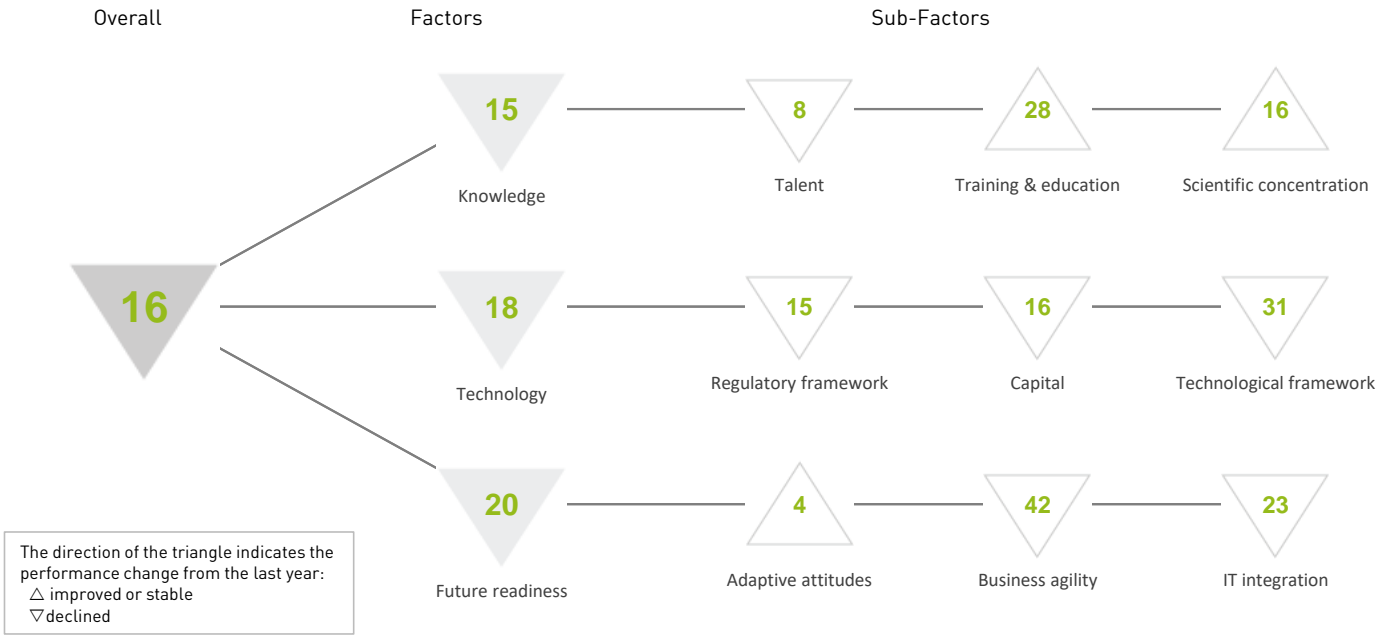 Overall
Factors
Sub-Factors
15
8
28
16
Knowledge
Talent
Training & education
Scientific concentration
16
18
15
16
31
Technology
Regulatory framework
Capital
Technological framework
20
4
42
23
Future readiness
Adaptive attitudes
Business agility
IT integration
The direction of the triangle indicates the
performance change from the last year:
△ improved or stable
▽ declined